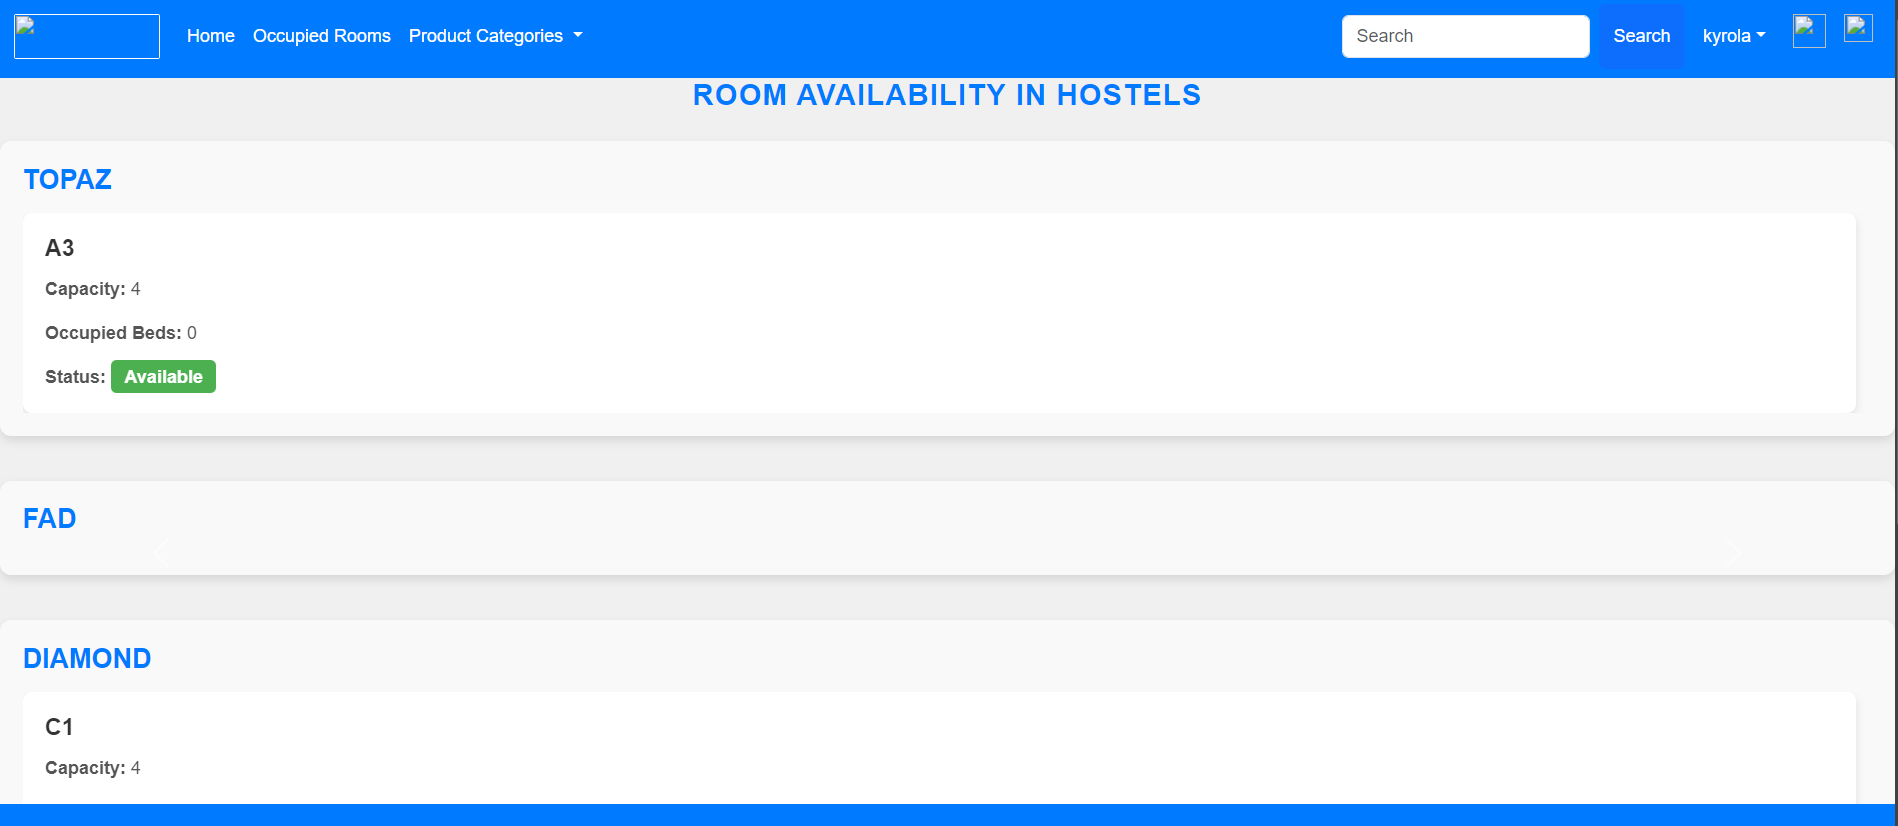 Home Occupied Rooms Product Categories Search Search kyrola
ROOM AVAILABILITY IN HOSTELS
TOPAZ
A3
Capacity: 4
Occupied Beds: 0
Status: Available
FAD
DIAMOND
C1
Capacity: 4